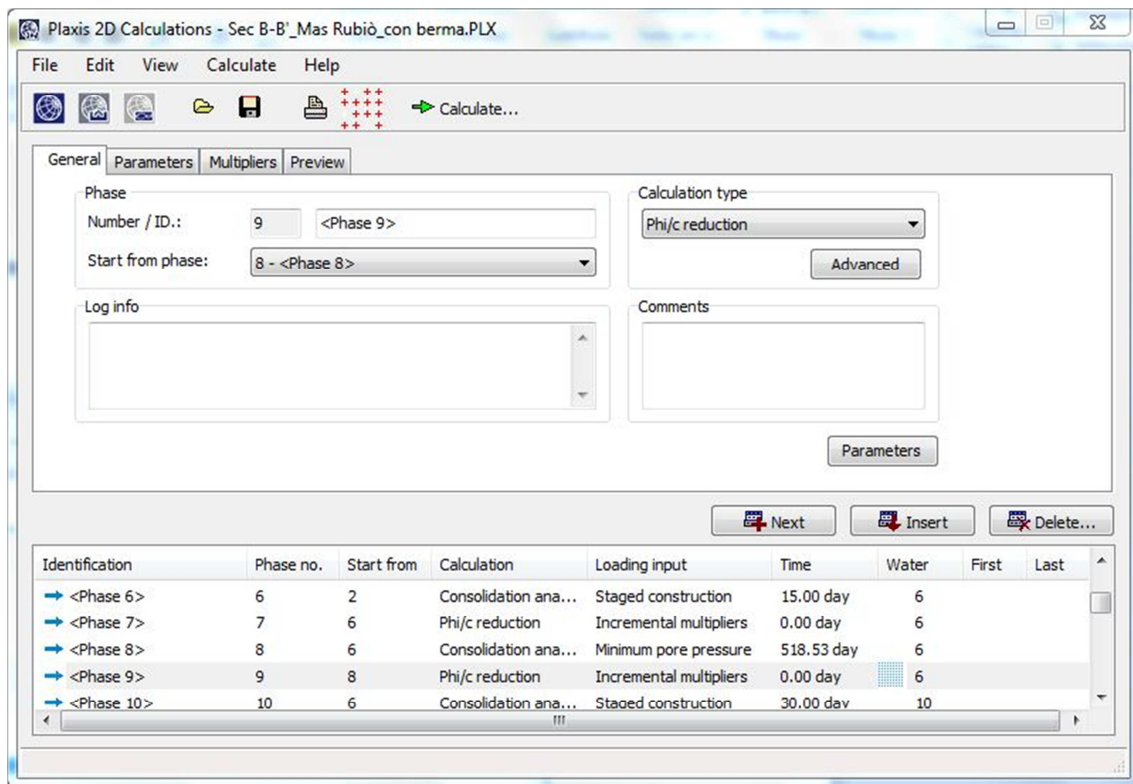 Plaxis 2D Calculations - Sec B-B'_Mas Rubiò_con berma.PLX
File Edit View Calculate Help
Calculate...
General Parameters Multipliers Preview
Phase
Number / ID.: 9 <Phase 9>
Start from phase: 8 - <Phase 8>
Calculation type
Phi/c reduction
Advanced
Log info
Comments
Parameters
Next Insert Delete...
Identification Phase no. Start from Calculation Loading input Time Water First Last
<Phase 6> 6 2 Consolidation ana... Staged construction 15.00 day 6
<Phase 7> 7 6 Phi/c reduction Incremental multipliers 0.00 day 6
<Phase 8> 8 6 Consolidation ana... Minimum pore pressure 518.53 day 6
<Phase 9> 9 8 Phi/c reduction Incremental multipliers 0.00 day 6
<Phase 10> 10 6 Consolidation ana... Staged construction 30.00 day 10